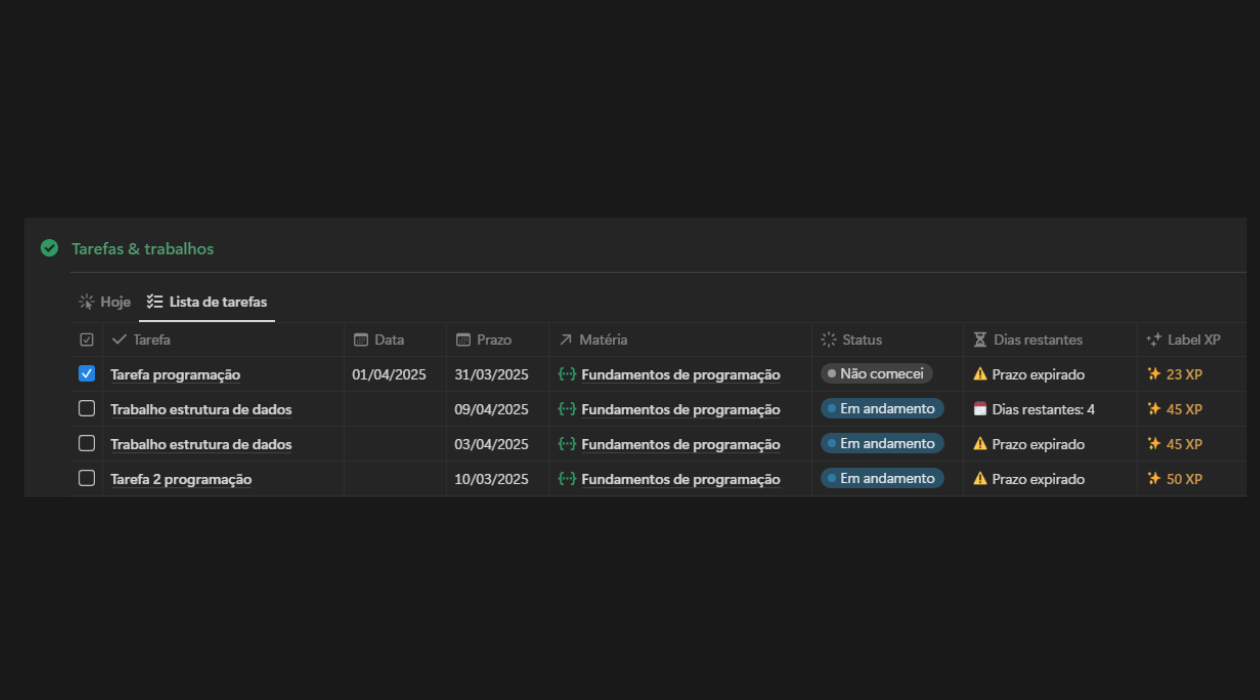 Tarefas & trabalhos
Hoje Lista de tarefas
Tarefa Data Prazo Matéria Status Dias restantes Label XP
Tarefa programação 01/04/2025 31/03/2025 Fundamentos de programação Não comecei Prazo expirado 23 XP
Trabalho estrutura de dados 09/04/2025 Fundamentos de programação Em andamento Dias restantes: 4 45 XP
Trabalho estrutura de dados 03/04/2025 Fundamentos de programação Em andamento Prazo expirado 45 XP
Tarefa 2 programação 10/03/2025 Fundamentos de programação Em andamento Prazo expirado 50 XP